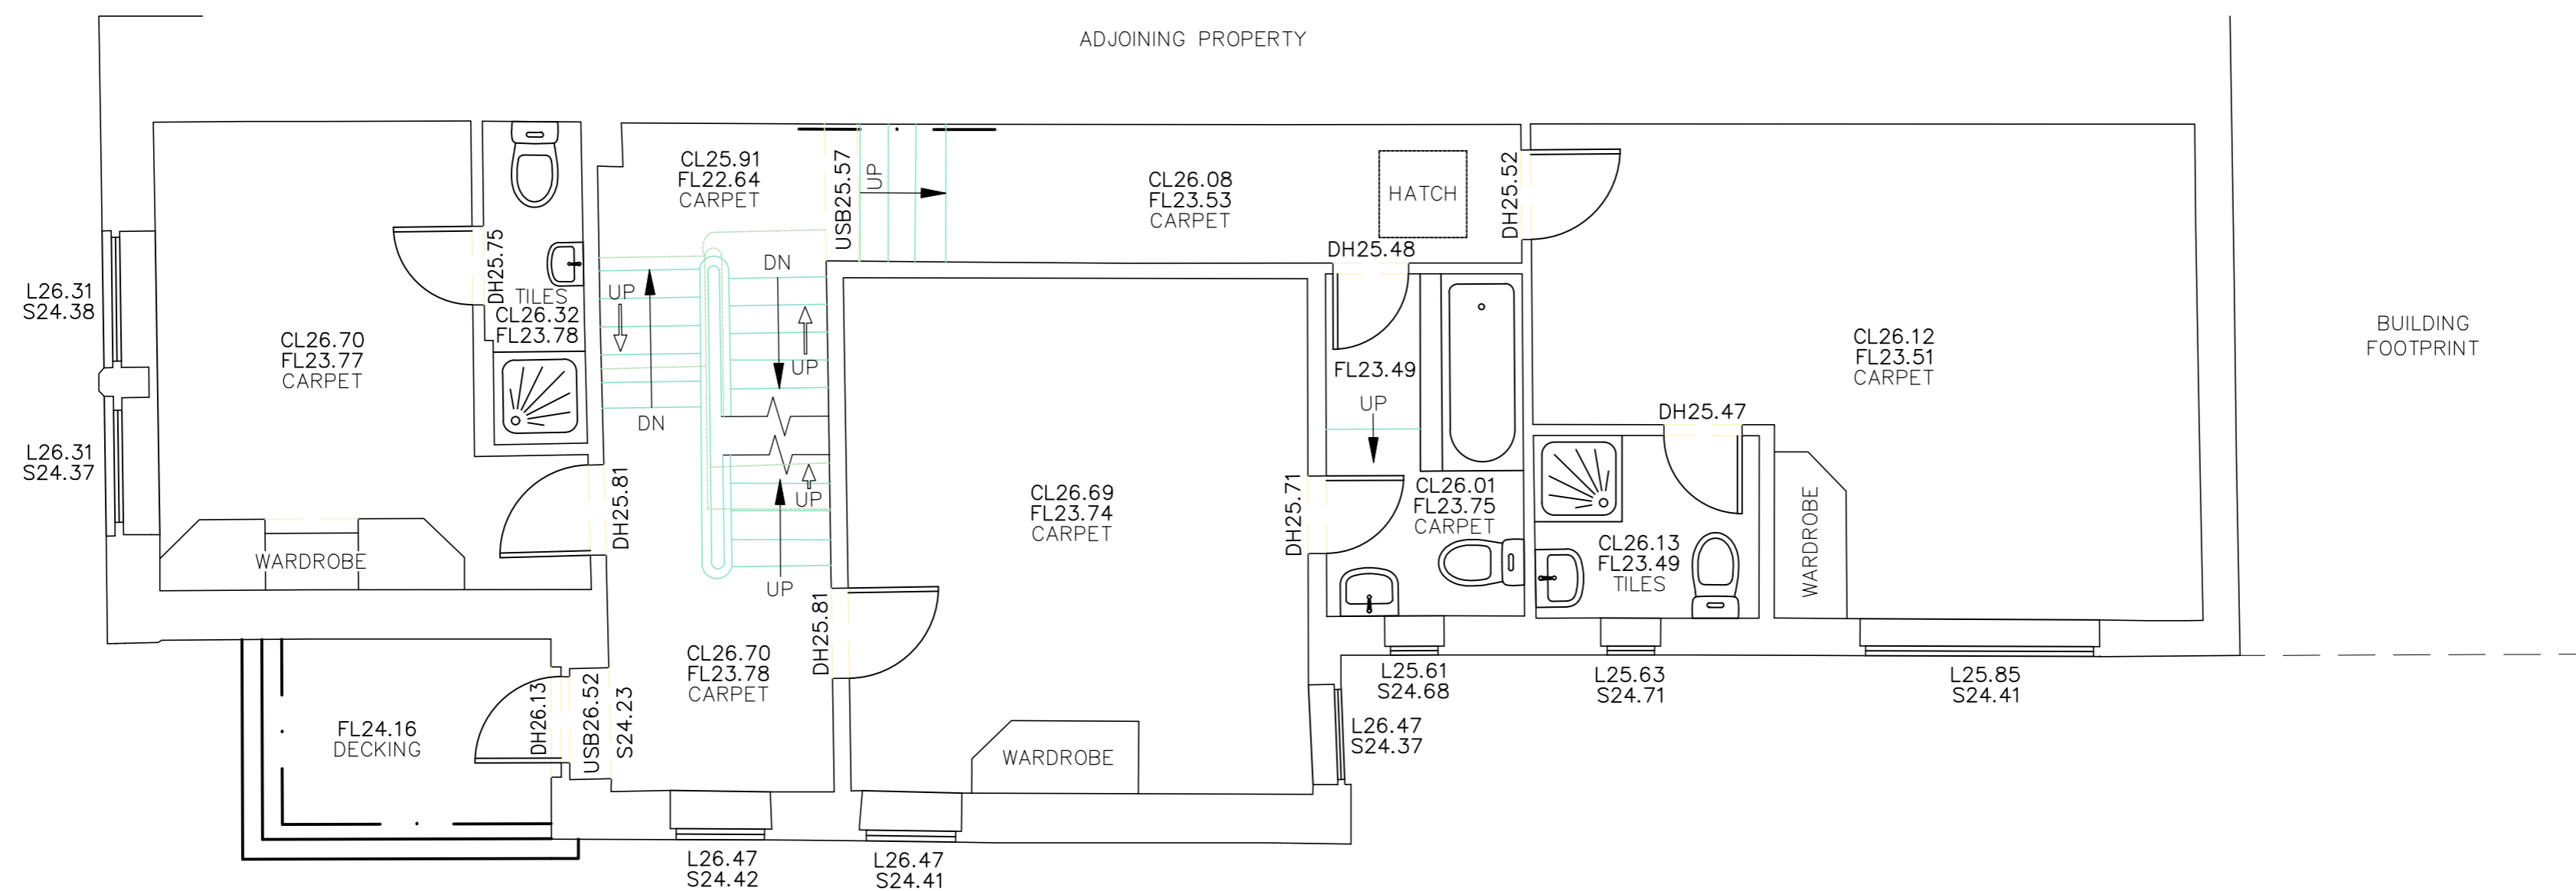 ADJOINING PROPERTY
L26.31
S24.38
L26.31
S24.37
CL26.70
FL23.77
CARPET
WARDROBE
DH25.75
TILES
CL26.32
FL23.78
DH25.81
CL25.91
FL22.64
CARPET
USB25.57
UP
UP
DN
DN
UP
UP
UP
CL26.08
FL23.53
CARPET
HATCH
DH25.52
DH25.48
CL26.69
FL23.74
CARPET
WARDROBE
DH25.81
DH25.71
FL23.49
UP
CL26.01
FL23.75
CARPET
CL26.12
FL23.51
CARPET
DH25.47
CL26.13
FL23.49
TILES
WARDROBE
BUILDING
FOOTPRINT
CL26.70
FL23.78
CARPET
FL24.16
DECKING
DH26.13
USB26.52
S24.23
L25.61
S24.68
L25.63
S24.71
L25.85
S24.41
L26.47
S24.37
L26.47
S24.42
L26.47
S24.41